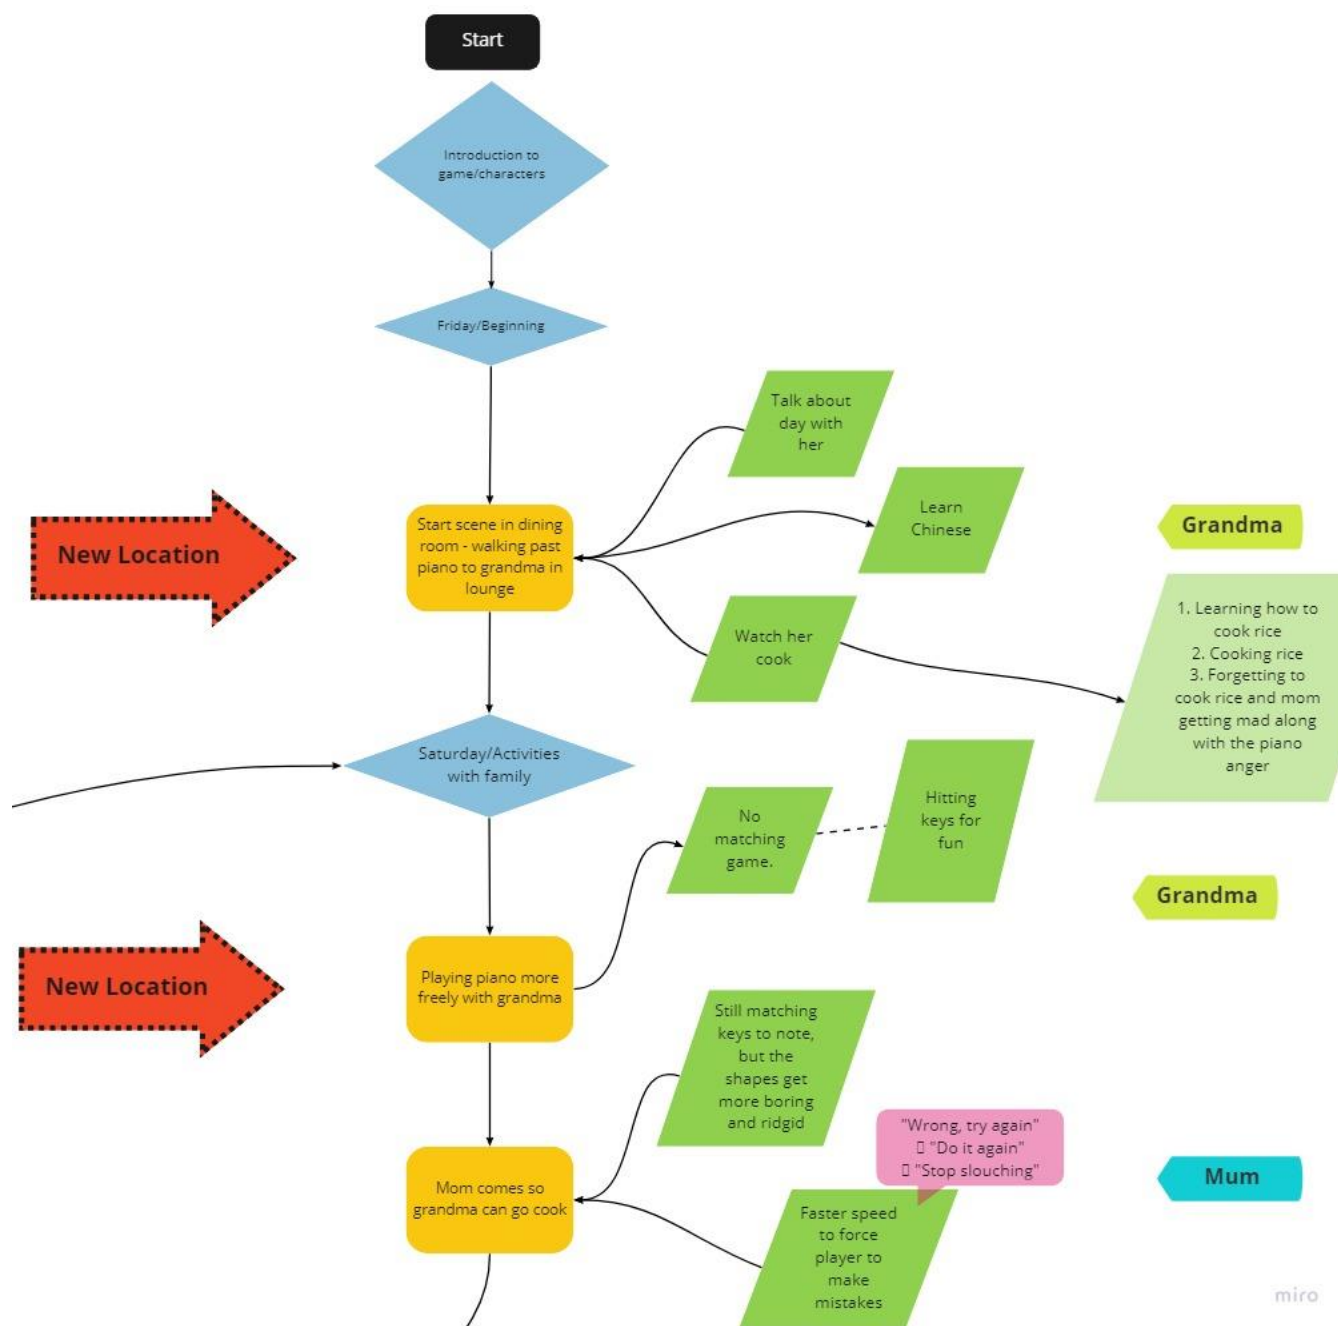 Start
Introduction to
game/characters
Friday/Beginning
Talk about
day with
her
Learn
Chinese
Grandma
New Location
Start scene in dining
room - walking past
piano to grandma in
lounge
Watch her
cook
1. Learning how to
cook rice
2. Cooking rice
3. Forgetting to
cook rice and mom
getting mad along
with the piano
anger
Saturday/Activities
with family
No
matching
game.
Hitting
keys for
fun
Grandma
New Location
Playing piano more
freely with grandma
Still matching
keys to note,
but the
shapes get
more boring
and ridgid
"Wrong, try again"
▯ "Do it again"
▯ "Stop slouching"
Mum
Mom comes so
grandma can go cook
Faster speed
to force
player to
make
mistakes
miro